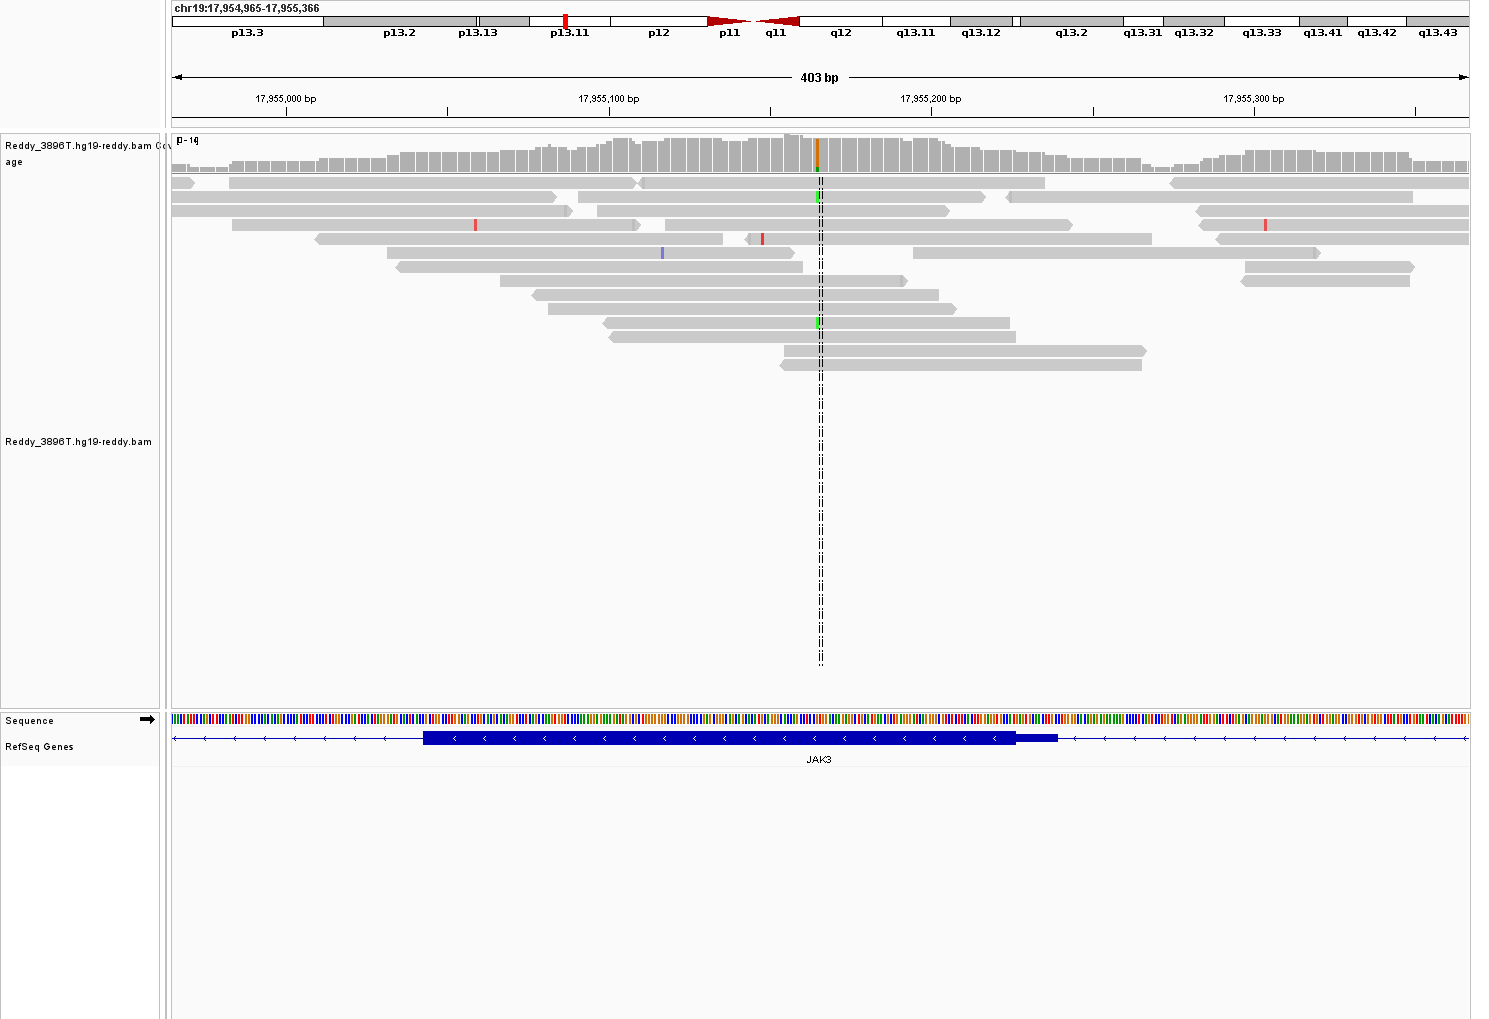 chr19:17,954,965-17,955,366
p13.3 p13.2 p13.13 p13.11 p12 p11 q11 q12 q13.11 q13.12 q13.2 q13.31 q13.32 q13.33 q13.41 q13.42 q13.43
403 bp
17,955,000 bp 17,955,100 bp 17,955,200 bp 17,955,300 bp
Reddy_3896T.hg19-reddy.bam Cov
age
Reddy_3896T.hg19-reddy.bam
Sequence
RefSeq Genes
JAK3